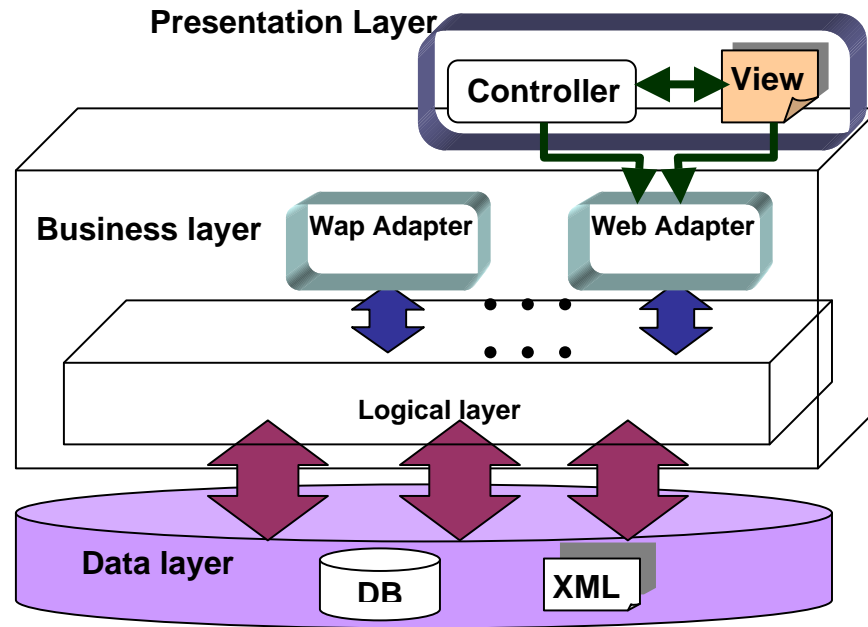 Presentation Layer
Controller
View
Business layer
Wap Adapter
Web Adapter
Logical layer
Data layer
DB
XML